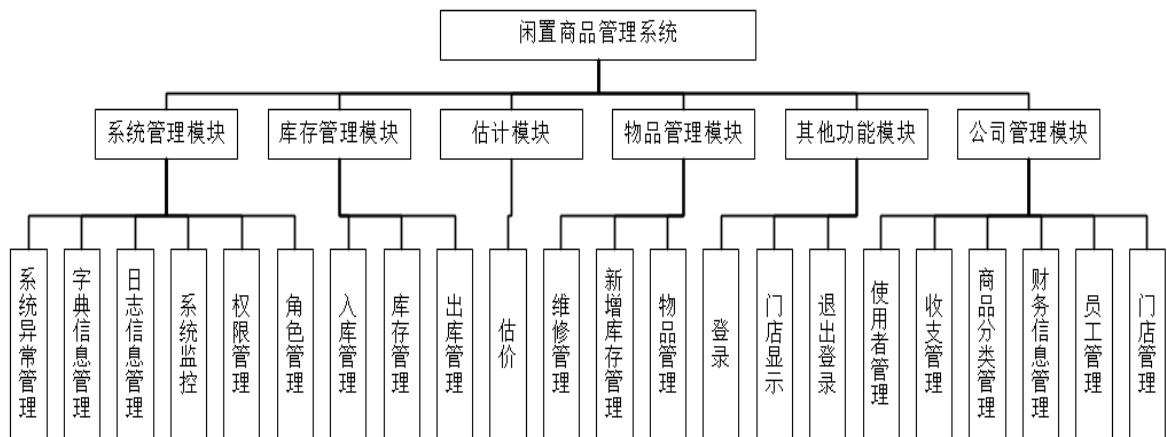 闲置商品管理系统
系统管理模块
库存管理模块
估计模块
物品管理模块
其他功能模块
公司管理模块
系统异常管理
字典信息管理
日志信息管理
系统监控
权限管理
角色管理
入库管理
库存管理
出库管理
估价
维修管理
新增库存管理
物品管理
登录
门店显示
退出登录
使用者管理
收支管理
商品分类管理
财务信息管理
员工管理
门店管理